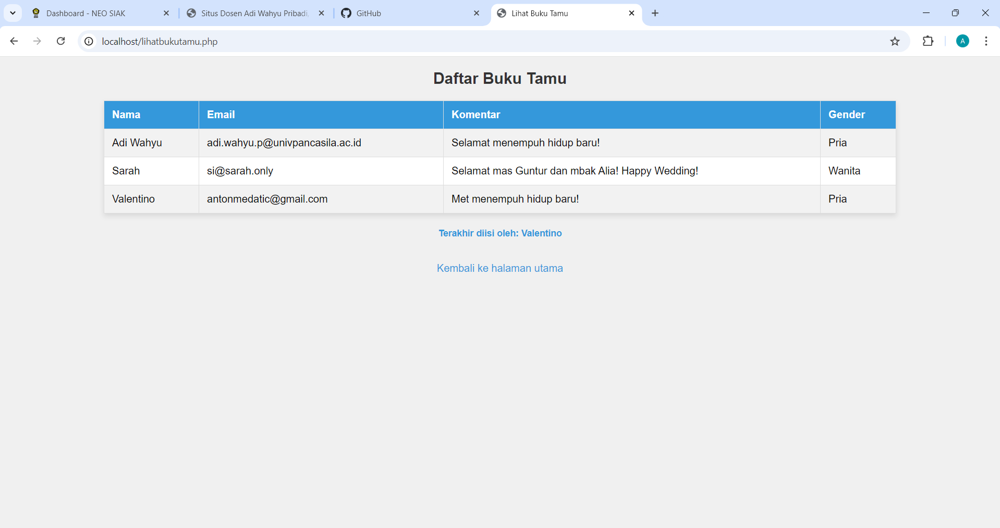 Dashboard - NEO SIAK
Situs Dosen Adi Wahyu Pribadi,
GitHub
Lihat Buku Tamu
localhost/lihatbukutamu.php
A
Daftar Buku Tamu
Nama Email Komentar Gender
Adi Wahyu adi.wahyu.p@univpancasila.ac.id Selamat menempuh hidup baru! Pria
Sarah si@sarah.only Selamat mas Guntur dan mbak Alia! Happy Wedding! Wanita
Valentino antonmedatic@gmail.com Met menempuh hidup baru! Pria
Terakhir diisi oleh: Valentino
Kembali ke halaman utama